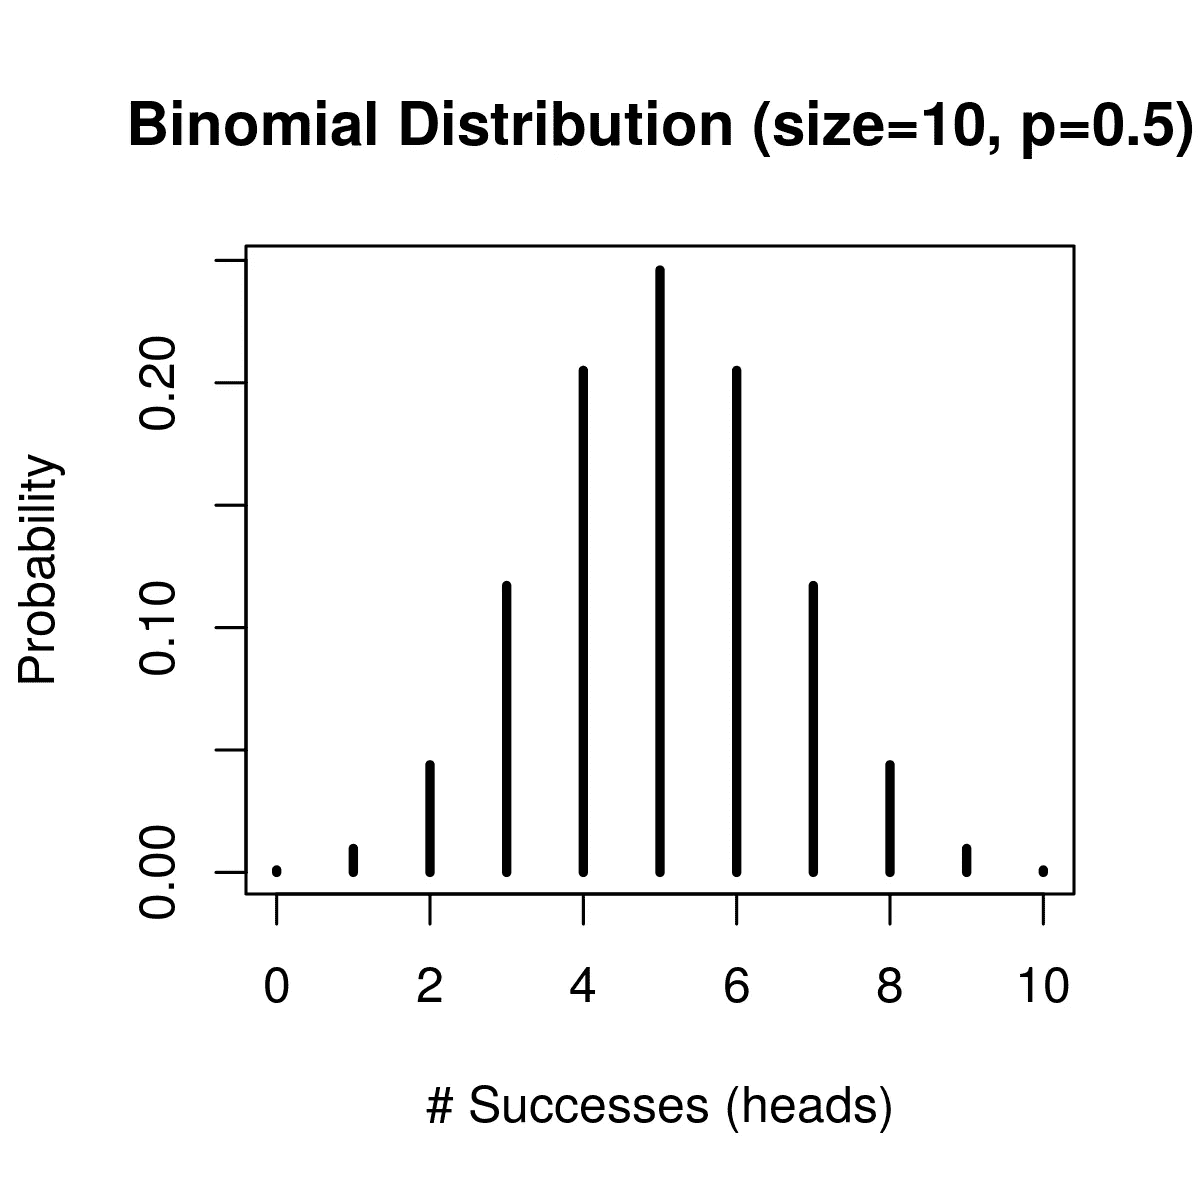 Binomial Distribution (size=10, p=0.5)
Probability
0.20
0.10
0.00
0 2 4 6 8 10
# Successes (heads)